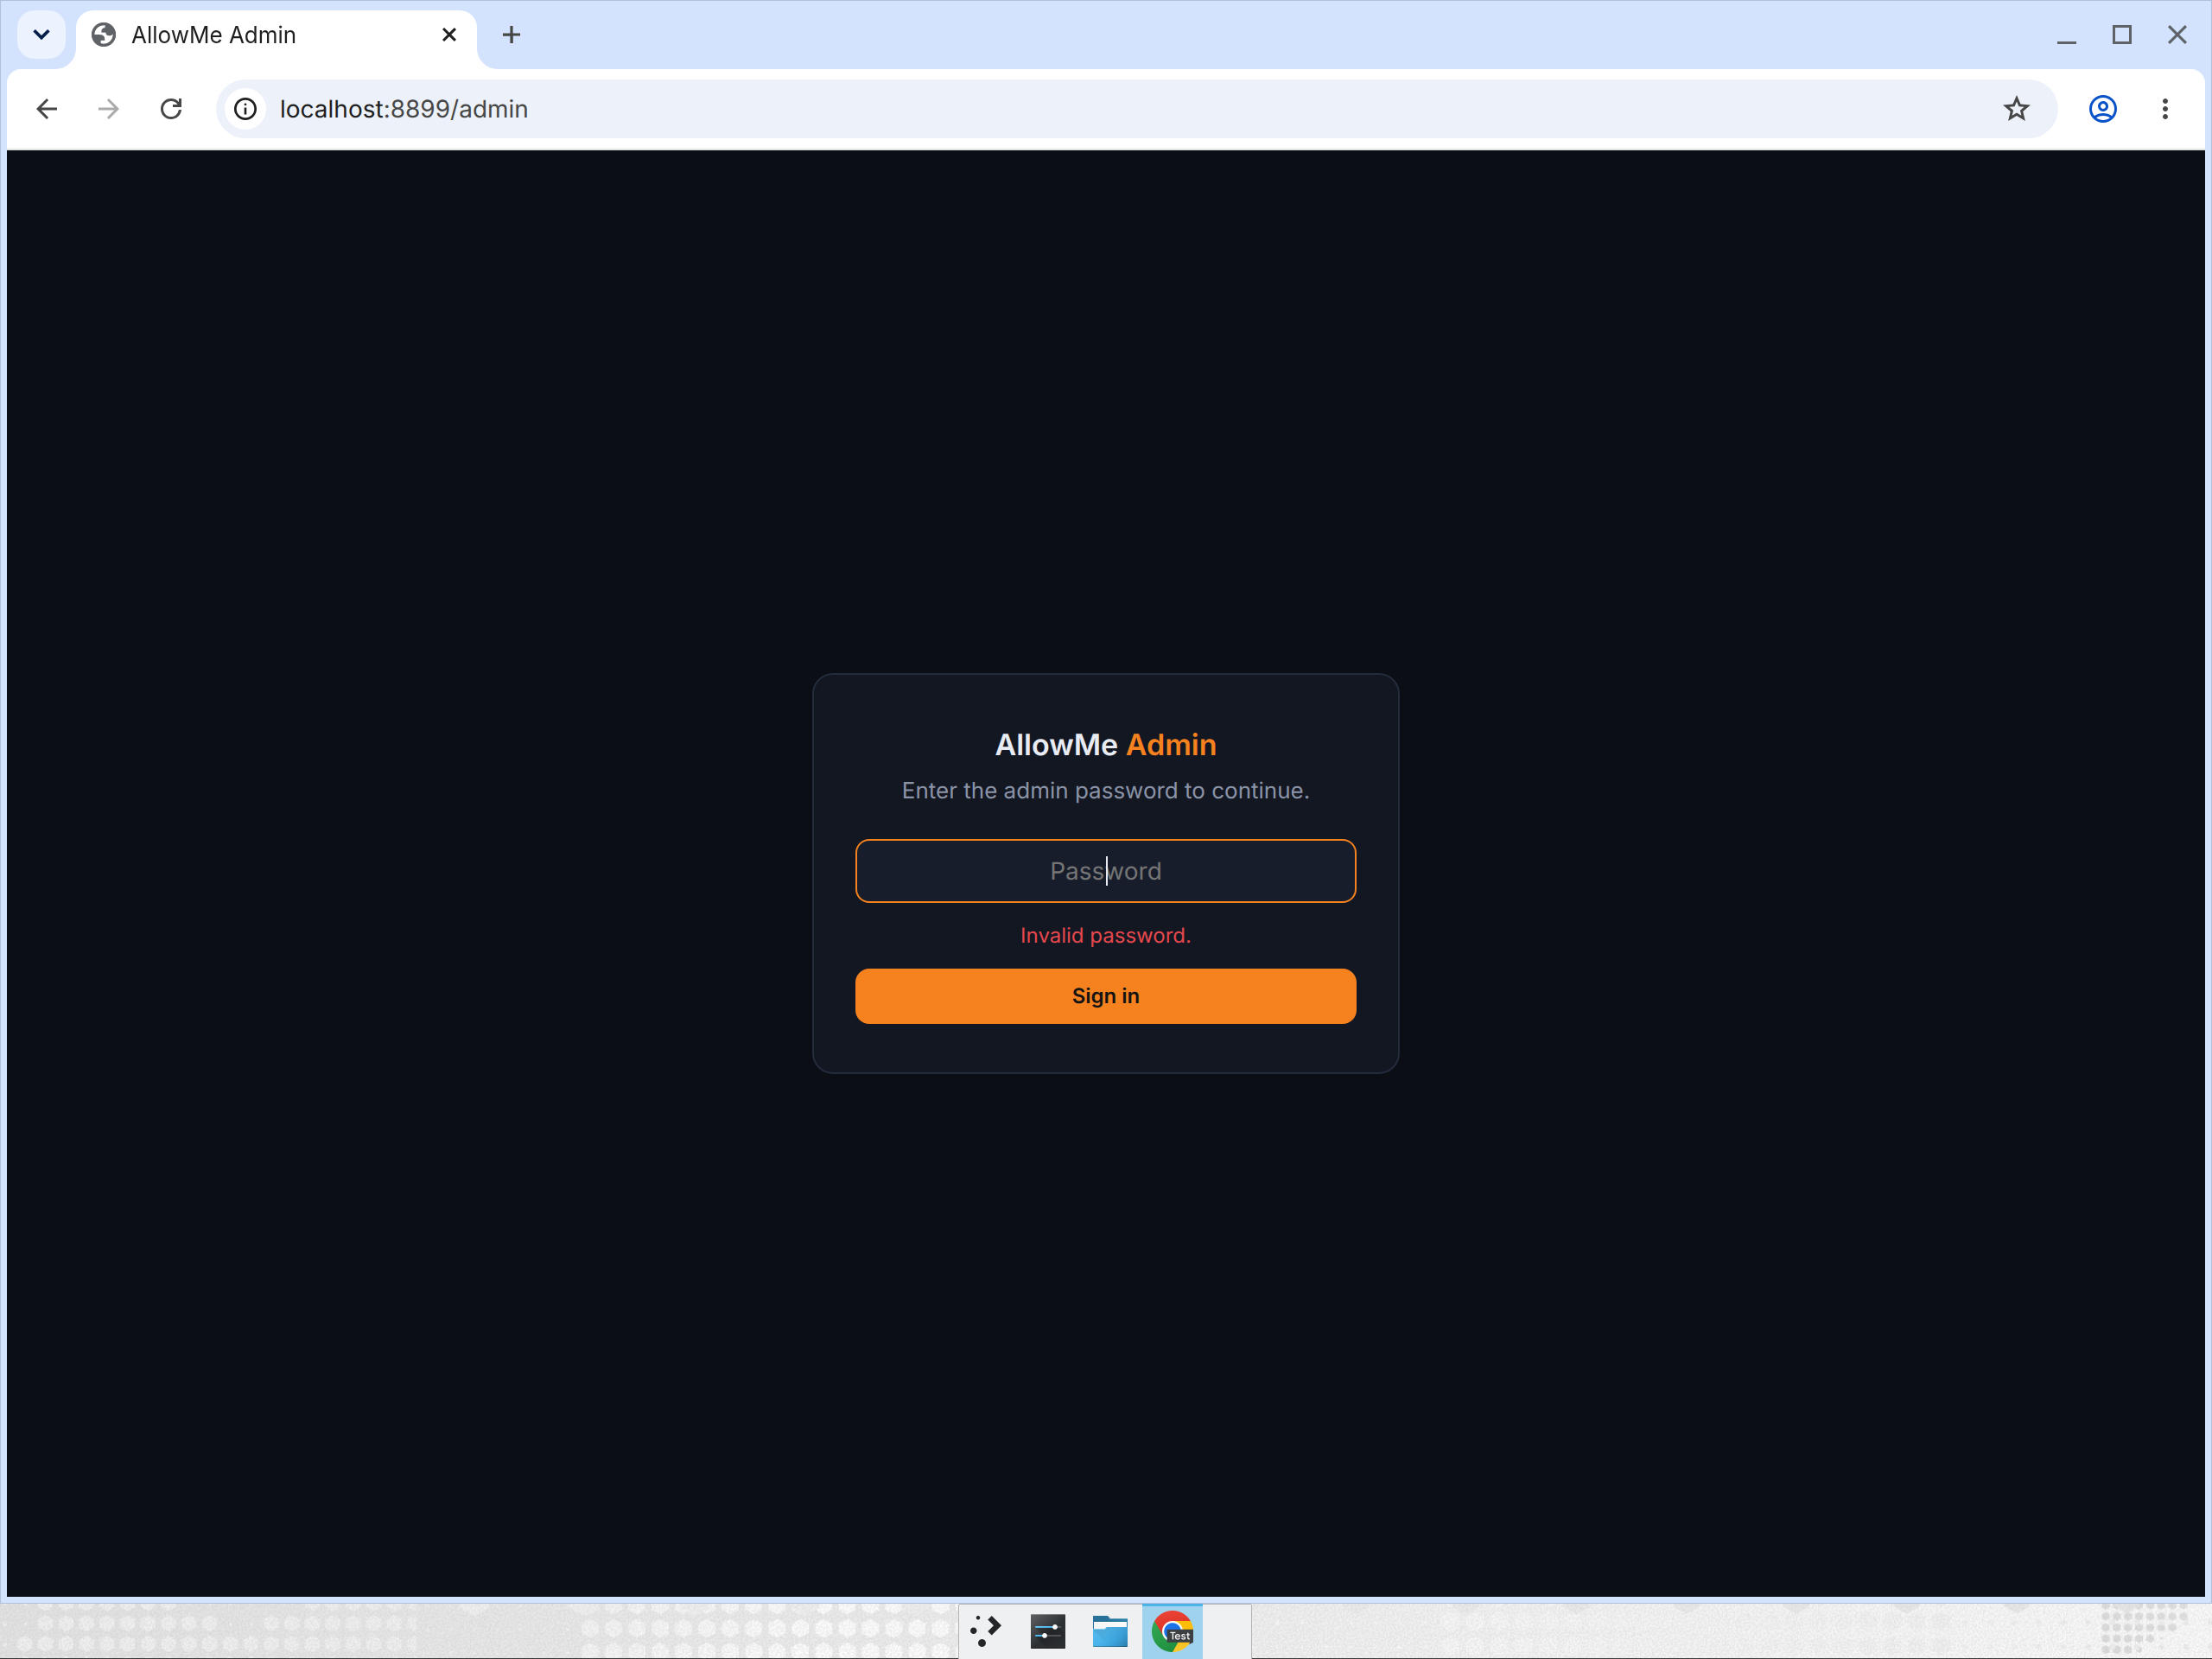 AllowMe Admin
localhost:8899/admin
AllowMe Admin
Enter the admin password to continue.
Password
Invalid password.
Sign in
Test